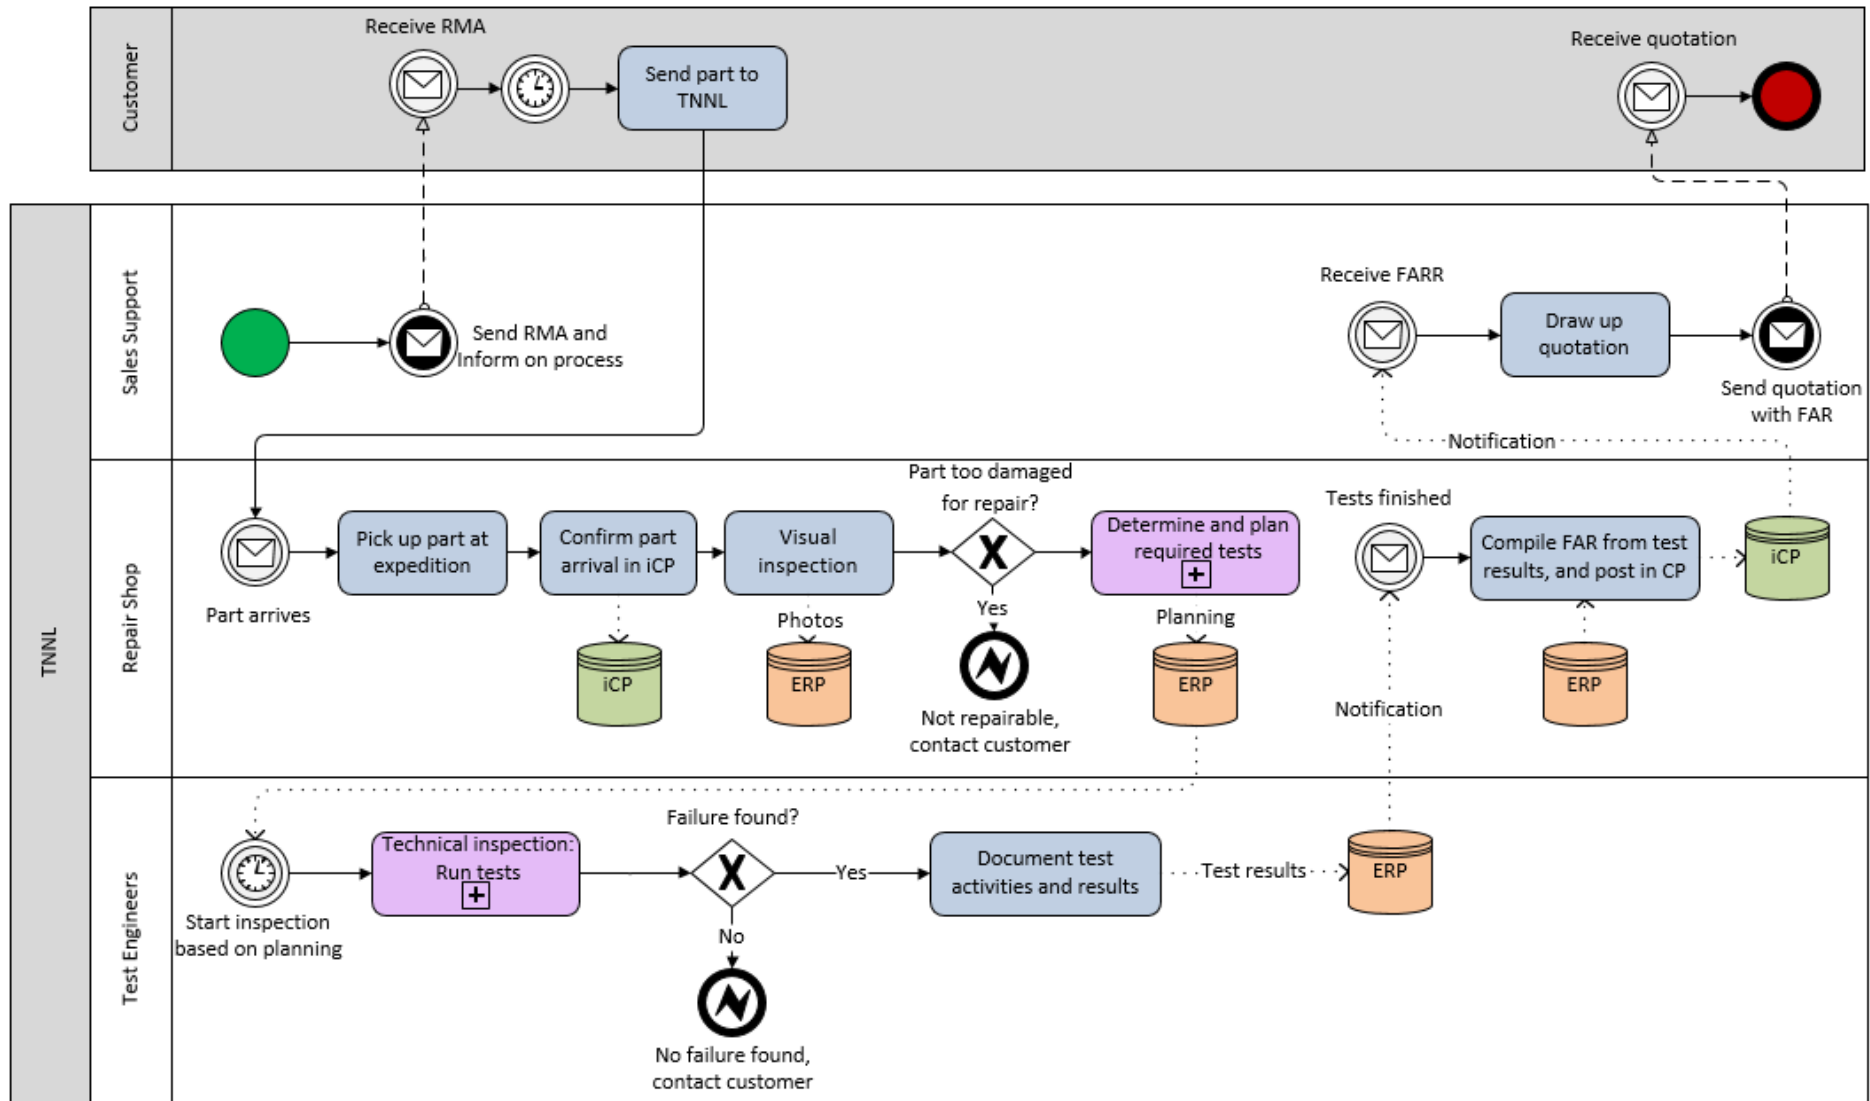 Customer
Receive RMA
Send part to
TNNL
Receive quotation
TNNL
Sales Support
Send RMA and
Inform on process
Receive FARR
Draw up
quotation
Send quotation
with FAR
Notification
Repair Shop
Part arrives
Pick up part at
expedition
Confirm part
arrival in iCP
iCP
Visual
inspection
Photos
ERP
Part too damaged
for repair?
X
Yes
Not repairable,
contact customer
Determine and plan
required tests
Planning
ERP
Tests finished
Notification
Compile FAR from test
results, and post in CP
ERP
iCP
Test Engineers
Start inspection
based on planning
Technical inspection:
Run tests
Failure found?
X
Yes
No
No failure found,
contact customer
Document test
activities and results
Test results
ERP